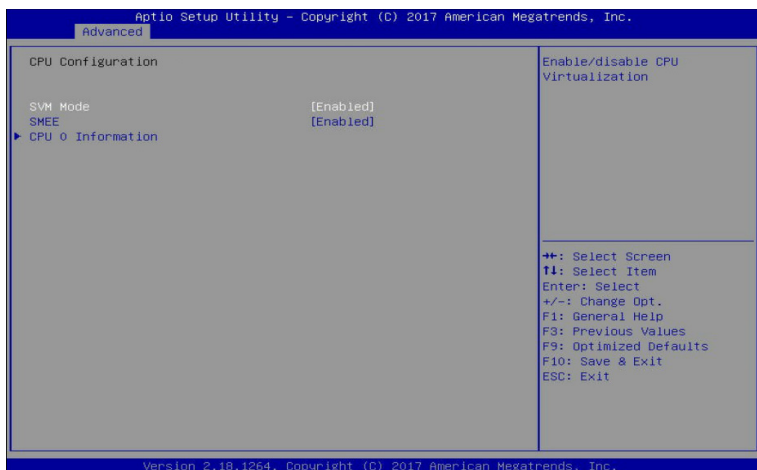 Aptio Setup Utility – Copyright (C) 2017 American Megatrends, Inc.
Advanced
CPU Configuration
SVM Mode [Enabled]
SMEE [Enabled]
CPU 0 Information
Enable/disable CPU
Virtualization
→←: Select Screen
↑↓: Select Item
Enter: Select
+/-: Change Opt.
F1: General Help
F3: Previous Values
F9: Optimized Defaults
F10: Save & Exit
ESC: Exit
Version 2.18.1264. Copyright (C) 2017 American Megatrends, Inc.